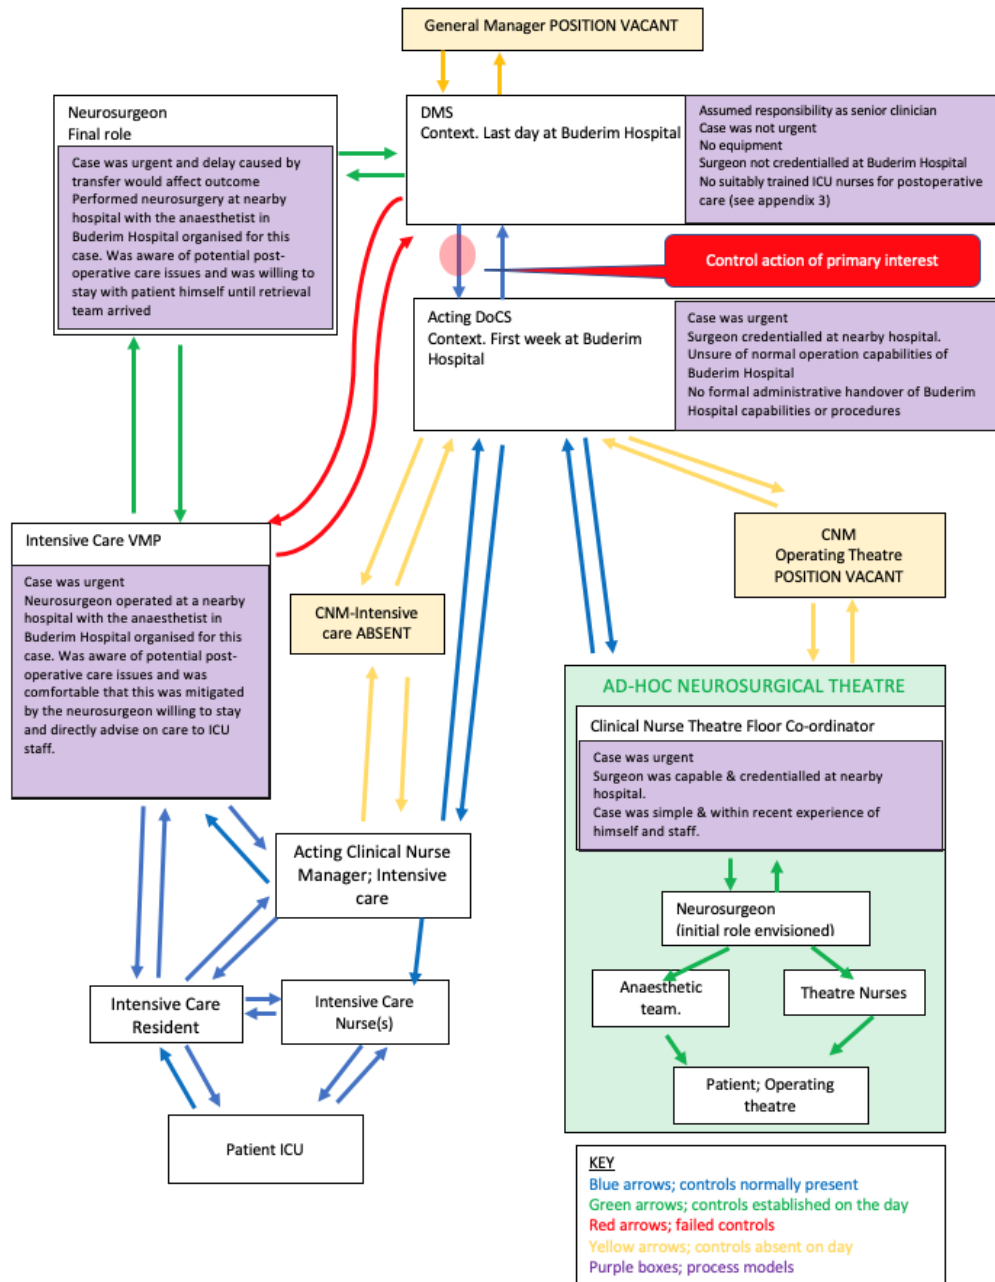 General Manager POSITION VACANT
Neurosurgeon
Final role
Case was urgent and delay caused by
transfer would affect outcome
Performed neurosurgery at nearby
hospital with the anaesthetist in
Buderim Hospital organised for this
case. Was aware of potential post-
operative care issues and was willing to
stay with patient himself until retrieval
team arrived
DMS
Context. Last day at Buderim Hospital
Assumed responsibility as senior clinician
Case was not urgent
No equipment
Surgeon not credentialled at Buderim Hospital
No suitably trained ICU nurses for postoperative
care (see appendix 3)
Control action of primary interest
Acting DoCS
Context. First week at Buderim
Hospital
Case was urgent
Surgeon credentialled at nearby hospital.
Unsure of normal operation capabilities of
Buderim Hospital
No formal administrative handover of Buderim
Hospital capabilities or procedures
Intensive Care VMP
Case was urgent
Neurosurgeon operated at a nearby
hospital with the anaesthetist in
Buderim Hospital organised for this
case. Was aware of potential post-
operative care issues and was
comfortable that this was mitigated
by the neurosurgeon willing to stay
and directly advise on care to ICU
staff.
CNM-Intensive
care ABSENT
CNM
Operating Theatre
POSITION VACANT
AD-HOC NEUROSURGICAL THEATRE
Clinical Nurse Theatre Floor Co-ordinator
Case was urgent
Surgeon was capable & credentialled at nearby
hospital.
Case was simple & within recent experience of
himself and staff.
Neurosurgeon
(initial role envisioned)
Anaesthetic
team.
Theatre Nurses
Patient; Operating
theatre
Acting Clinical Nurse
Manager; Intensive
care
Intensive Care
Resident
Intensive Care
Nurse(s)
Patient ICU
KEY
Blue arrows; controls normally present
Green arrows; controls established on the day
Red arrows; failed controls
Yellow arrows; controls absent on day
Purple boxes; process models